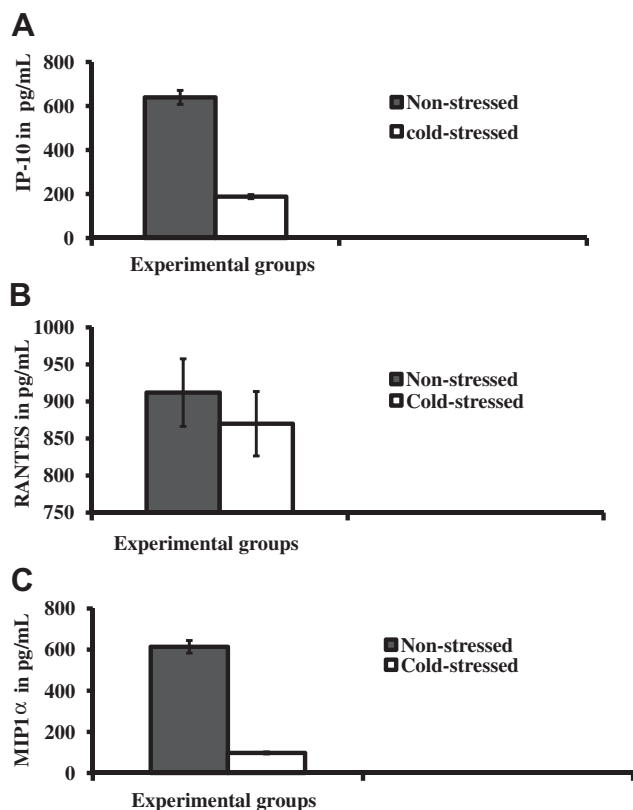 A
IP-10 in pg/mL
800
600
400
200
0
Non-stressed
cold-stressed
Experimental groups
B
RANTES in pg/mL
1000
950
900
850
800
750
Non-stressed
Cold-stressed
Experimental groups
C
MIP1α in pg/mL
800
600
400
200
0
Non-stressed
Cold-stressed
Experimental groups